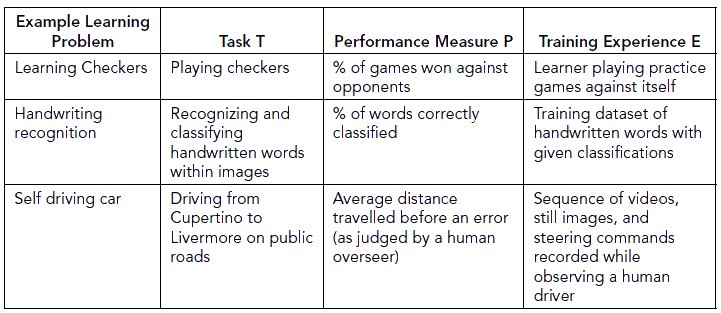 Example Learning
Problem
Task T
Performance Measure P
Training Experience E
Learning Checkers
Playing checkers
% of games won against
opponents
Learner playing practice
games against itself
Handwriting
recognition
Recognizing and
classifying
handwritten words
within images
% of words correctly
classified
Training dataset of
handwritten words with
given classifications
Self driving car
Driving from
Cupertino to
Livermore on public
roads
Average distance
travelled before an error
(as judged by a human
overseer)
Sequence of videos,
still images, and
steering commands
recorded while
observing a human
driver